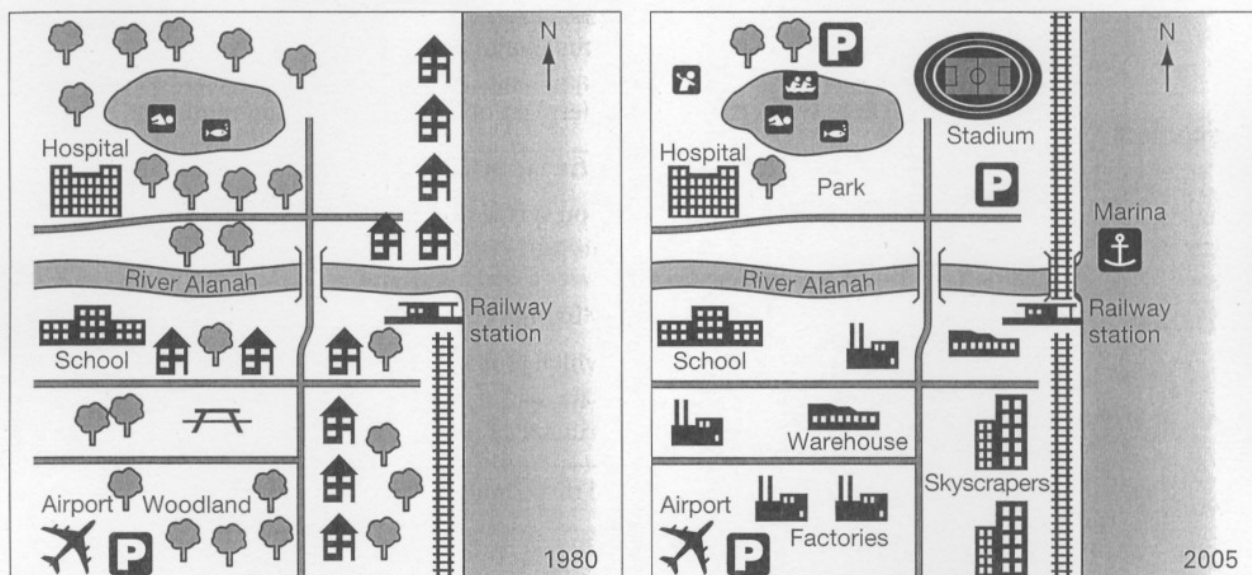 N
Hospital
River Alanah
Railway
station
School
Airport
Woodland
P
1980
P
N
Stadium
Hospital
P
Park
Marina
River Alanah
Railway
station
School
Warehouse
Skyscrapers
Airport
Factories
P
2005